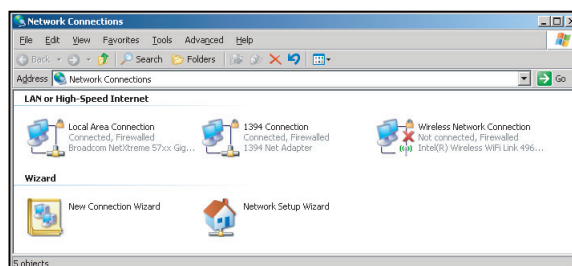 Network Connections
File Edit View Favorites Tools Advanced Help
Back Search Folders
Address Network Connections Go
LAN or High-Speed Internet
Local Area Connection
Connected, Firewalled
Broadcom NetXtreme 57xx Gig...
1394 Connection
Connected, Firewalled
1394 Net Adapter
Wireless Network Connection
Not connected, Firewalled
Intel(R) Wireless WiFi Link 496...
Wizard
New Connection Wizard
Network Setup Wizard
5 objects